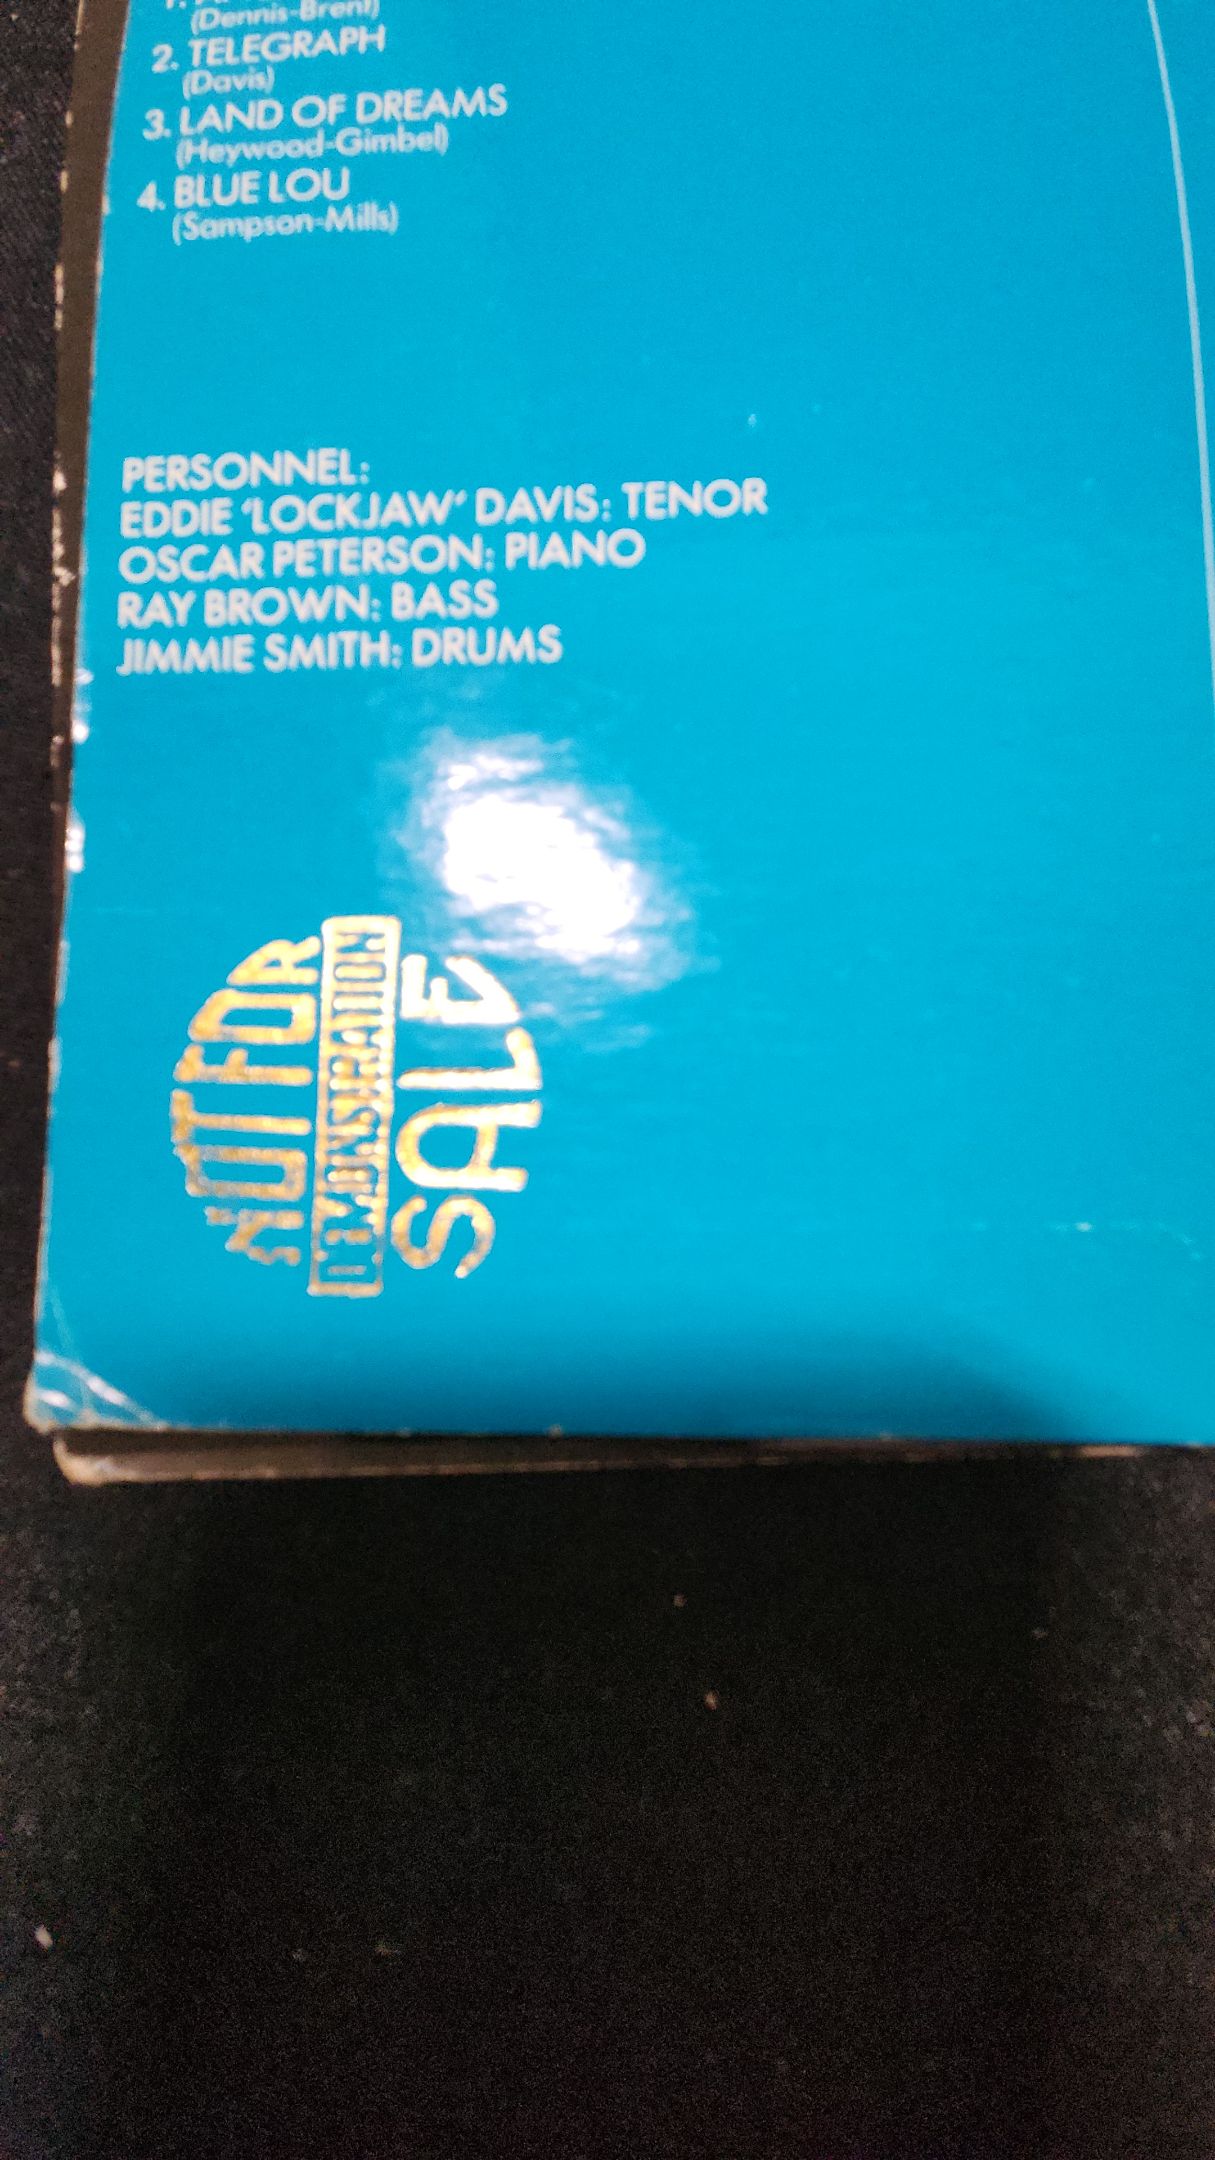 1.
(Dennis-Brent)
2. TELEGRAPH
(Davis)
3. LAND OF DREAMS
(Heywood-Gimbel)
4. BLUE LOU
(Sampson-Mills)
PERSONNEL:
EDDIE ‘LOCKJAW’ DAVIS: TENOR
OSCAR PETERSON: PIANO
RAY BROWN: BASS
JIMMIE SMITH: DRUMS
NOT FOR
DEMONSTRATION
SALE